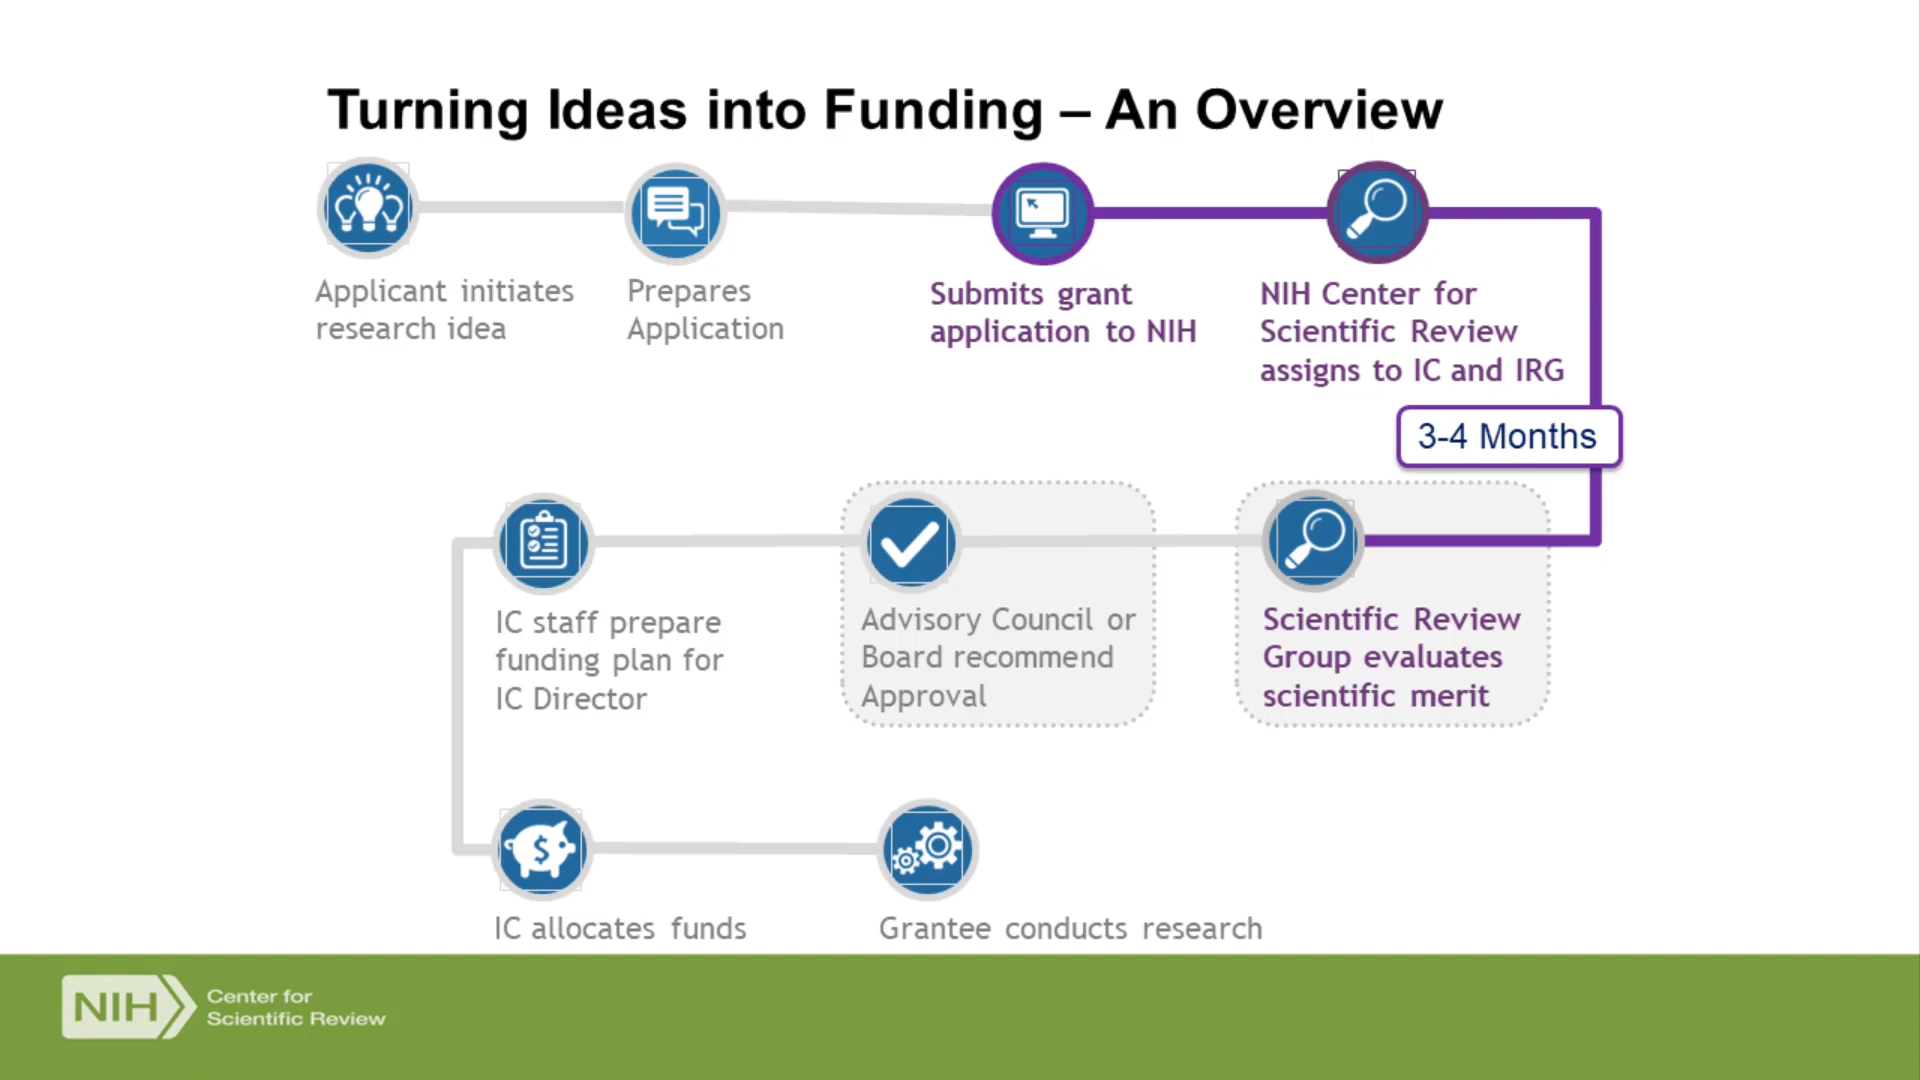 Turning Ideas into Funding – An Overview
Applicant initiates
research idea
Prepares
Application
Submits grant
application to NIH
NIH Center for
Scientific Review
assigns to IC and IRG
3-4 Months
IC staff prepare
funding plan for
IC Director
Advisory Council or
Board recommend
Approval
Scientific Review
Group evaluates
scientific merit
$
IC allocates funds
Grantee conducts research
NIH
Center for
Scientific Review